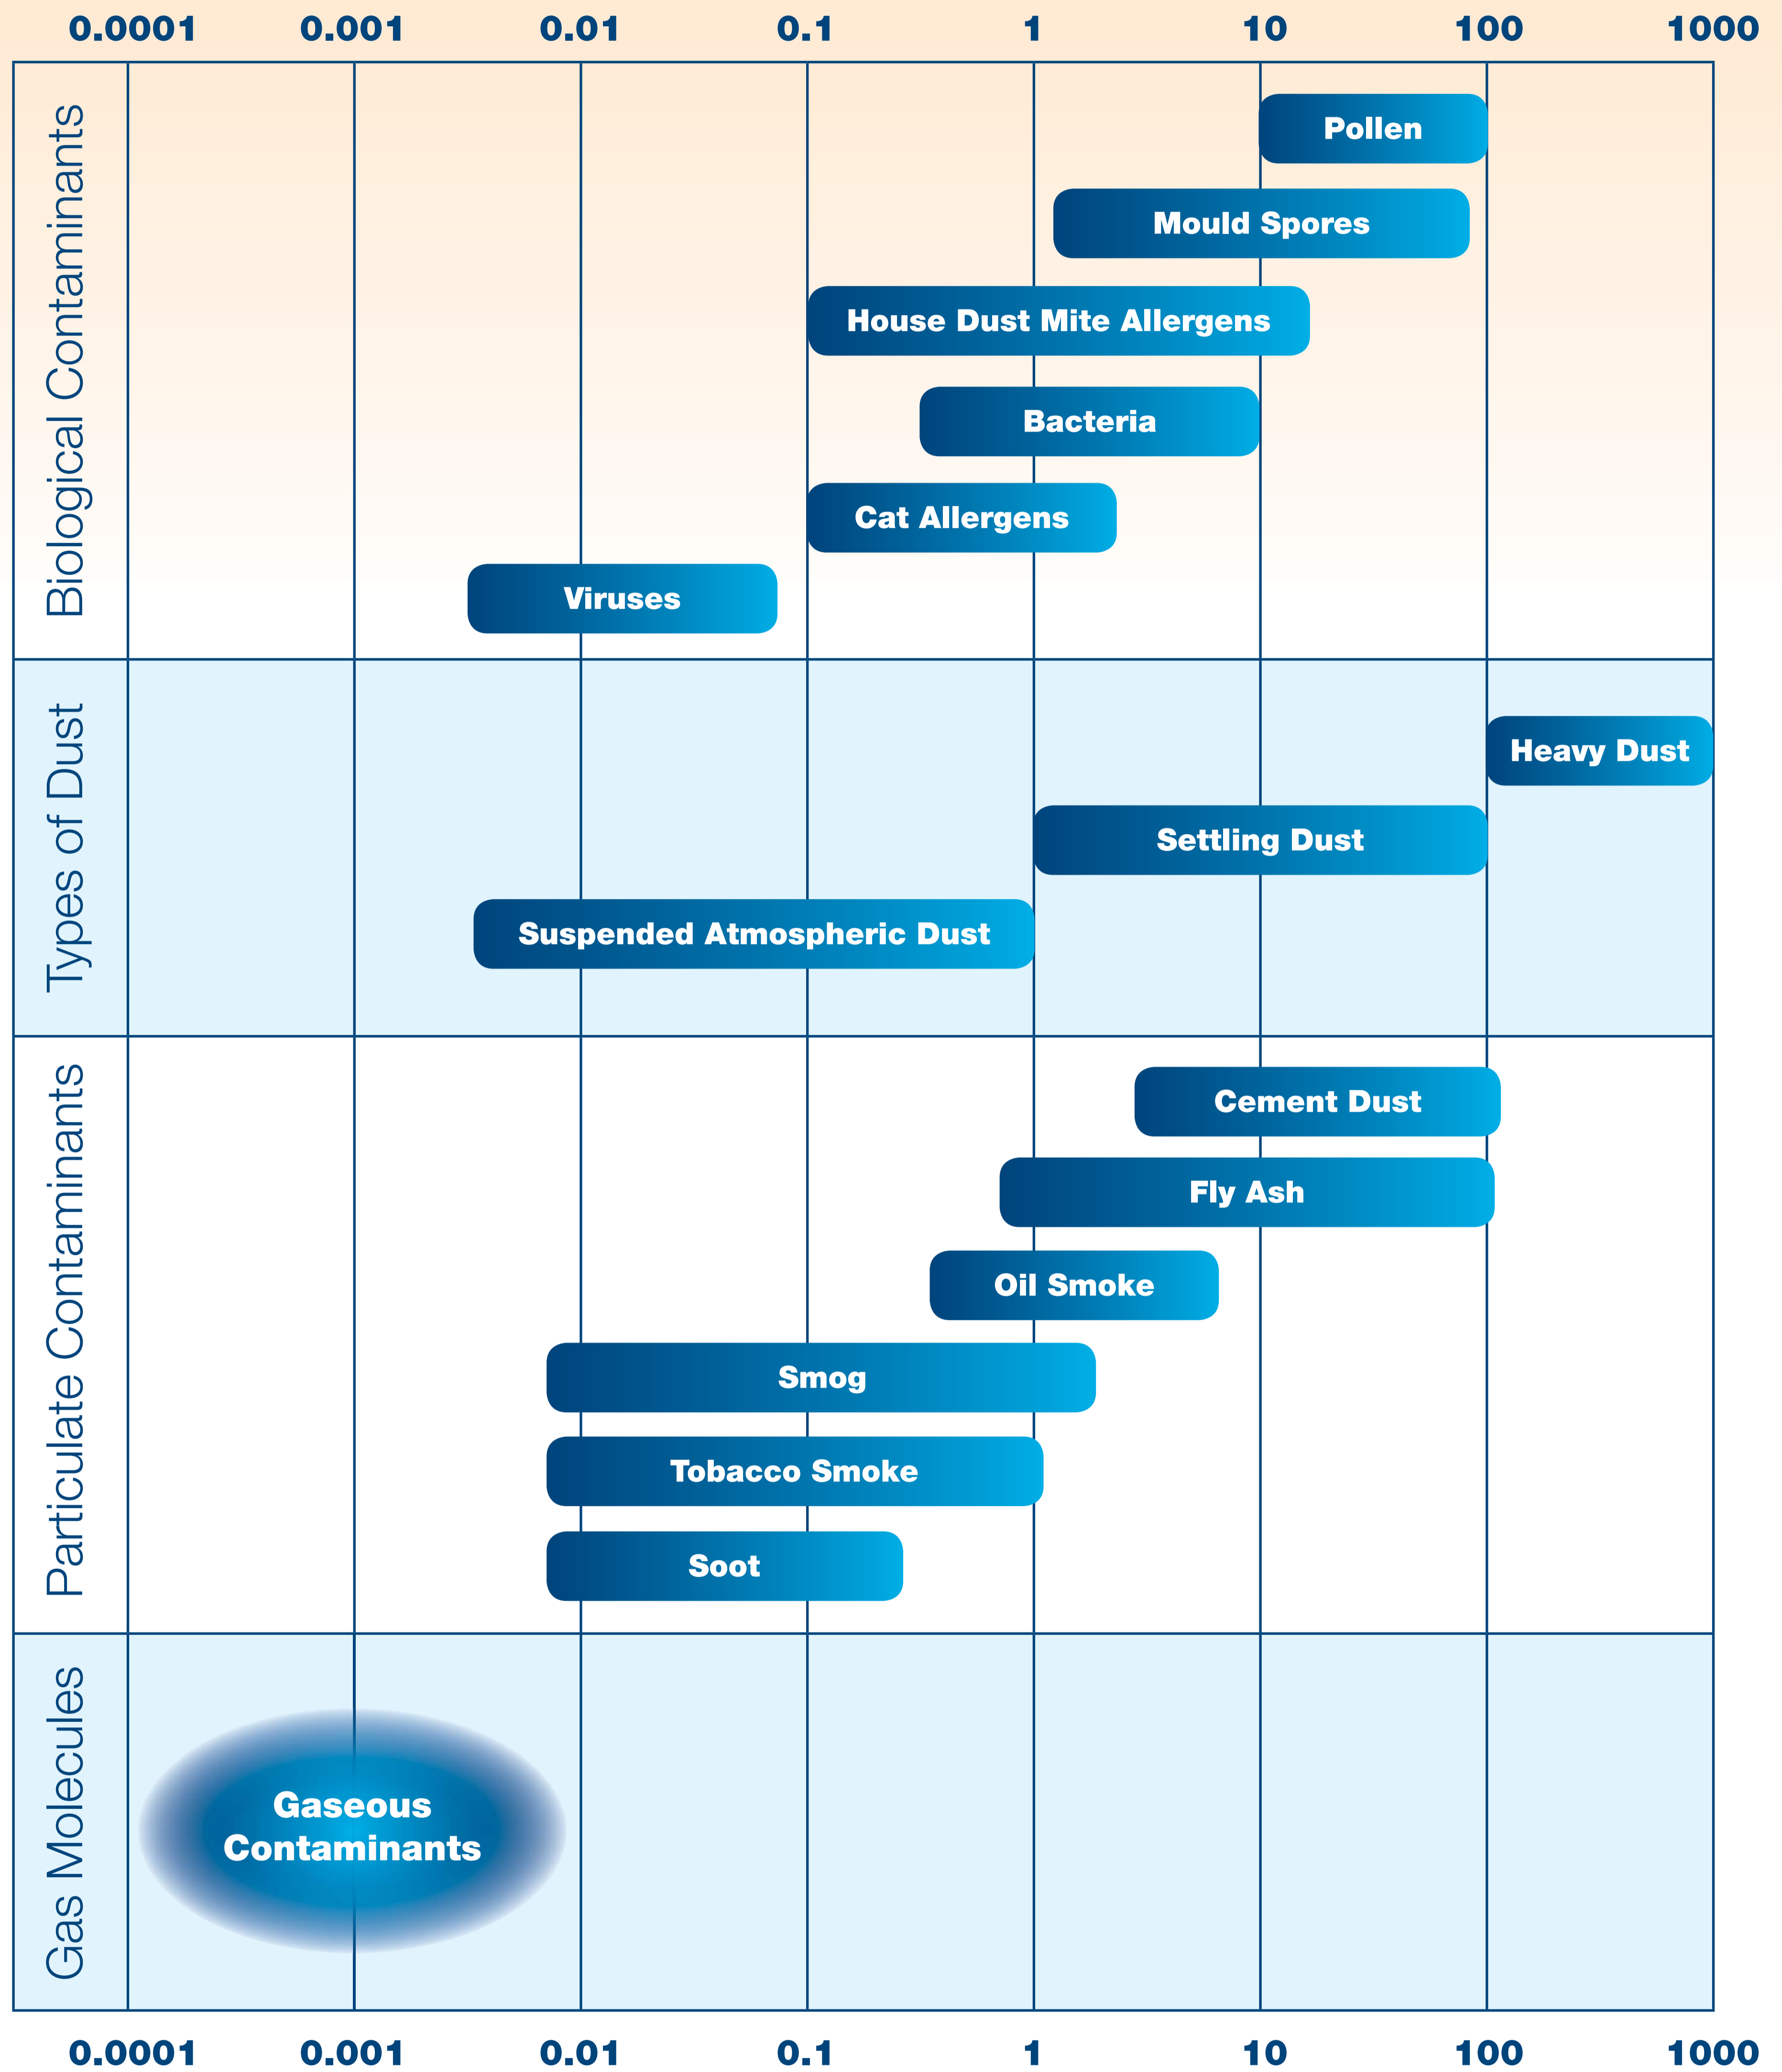 0.0001 0.001 0.01 0.1 1 10 100 1000
Biological Contaminants
Pollen
Mould Spores
House Dust Mite Allergens
Bacteria
Cat Allergens
Viruses
Types of Dust
Heavy Dust
Settling Dust
Suspended Atmospheric Dust
Particulate Contaminants
Cement Dust
Fly Ash
Oil Smoke
Smog
Tobacco Smoke
Soot
Gas Molecules
Gaseous
Contaminants
0.0001 0.001 0.01 0.1 1 10 100 1000